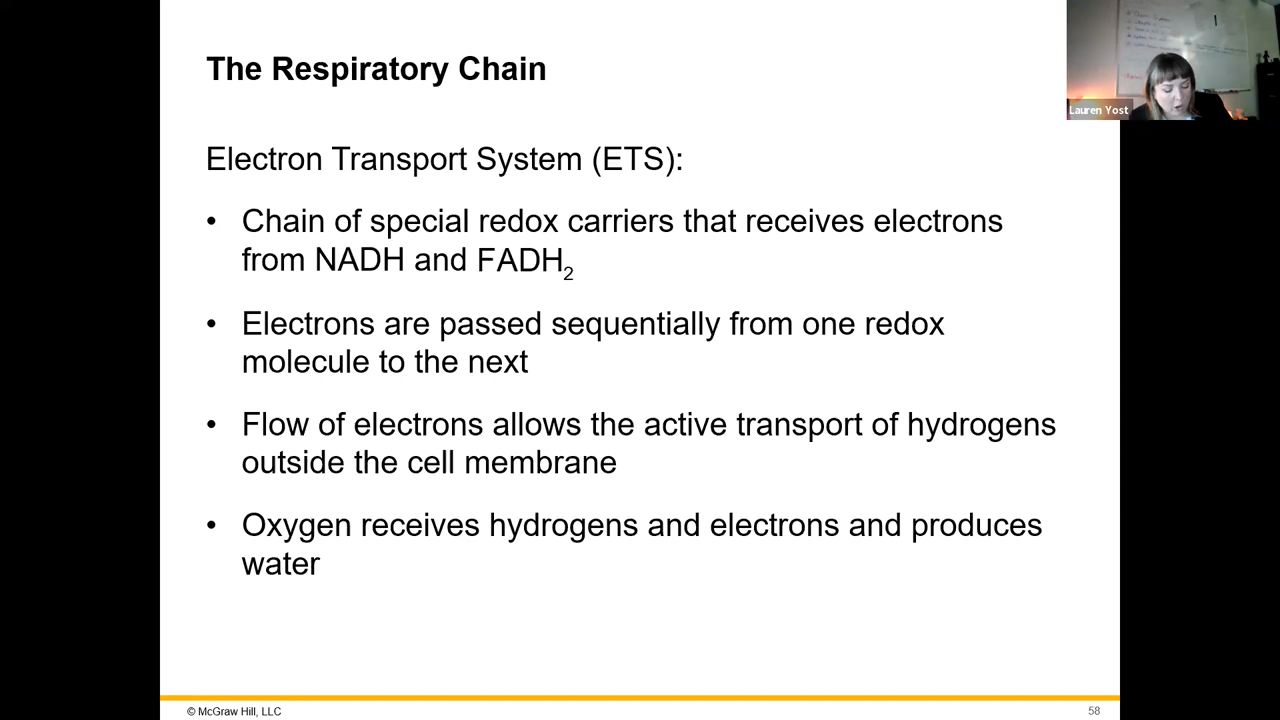 The Respiratory Chain
Lauren Yost
Electron Transport System (ETS):
• Chain of special redox carriers that receives electrons
from NADH and FADH₂
• Electrons are passed sequentially from one redox
molecule to the next
• Flow of electrons allows the active transport of hydrogens
outside the cell membrane
• Oxygen receives hydrogens and electrons and produces
water
© McGraw Hill, LLC
58